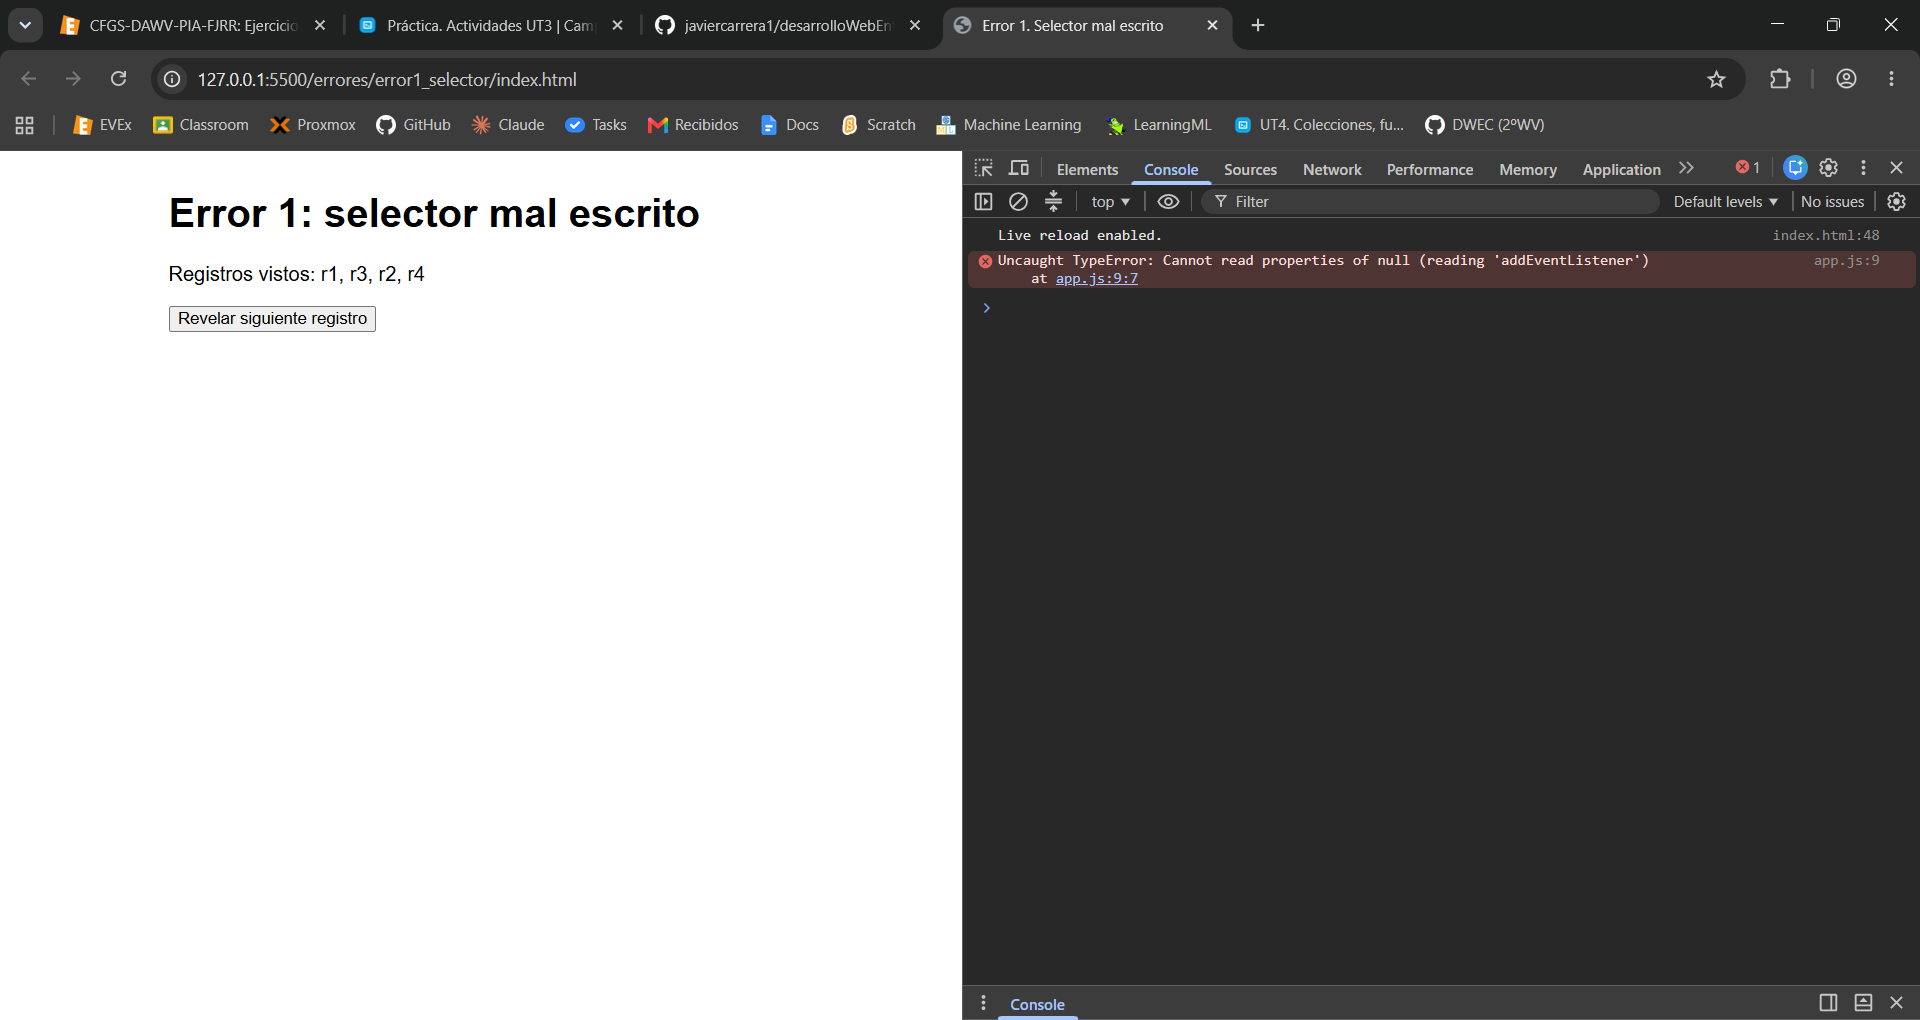 CFGS-DAWV-PIA-FJRR: Ejercicio
Práctica. Actividades UT3 | Cam
javiercarrera1/desarrolloWebEn
Error 1. Selector mal escrito
127.0.0.1:5500/errores/error1_selector/index.html
EVEx Classroom Proxmox GitHub Claude Tasks Recibidos Docs Scratch Machine Learning LearningML UT4. Colecciones, fu... DWEC (2ºWV)
Error 1: selector mal escrito
Registros vistos: r1, r3, r2, r4
Revelar siguiente registro
Elements Console Sources Network Performance Memory Application 1
top Filter Default levels No issues
Live reload enabled. index.html:48
Uncaught TypeError: Cannot read properties of null (reading 'addEventListener') app.js:9
at app.js:9:7
Console